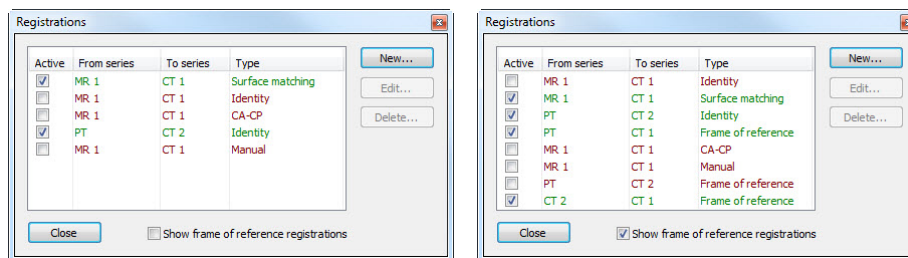 Registrations
Active From series To series Type
MR 1 CT 1 Surface matching
MR 1 CT 1 Identity
MR 1 CT 1 CA-CP
PT CT 2 Identity
MR 1 CT 1 Manual
New...
Edit...
Delete...
Close
Show frame of reference registrations
Registrations
Active From series To series Type
MR 1 CT 1 Identity
MR 1 CT 1 Surface matching
PT CT 2 Identity
PT CT 1 Frame of reference
MR 1 CT 1 CA-CP
MR 1 CT 1 Manual
PT CT 2 Frame of reference
CT 2 CT 1 Frame of reference
New...
Edit...
Delete...
Close
Show frame of reference registrations